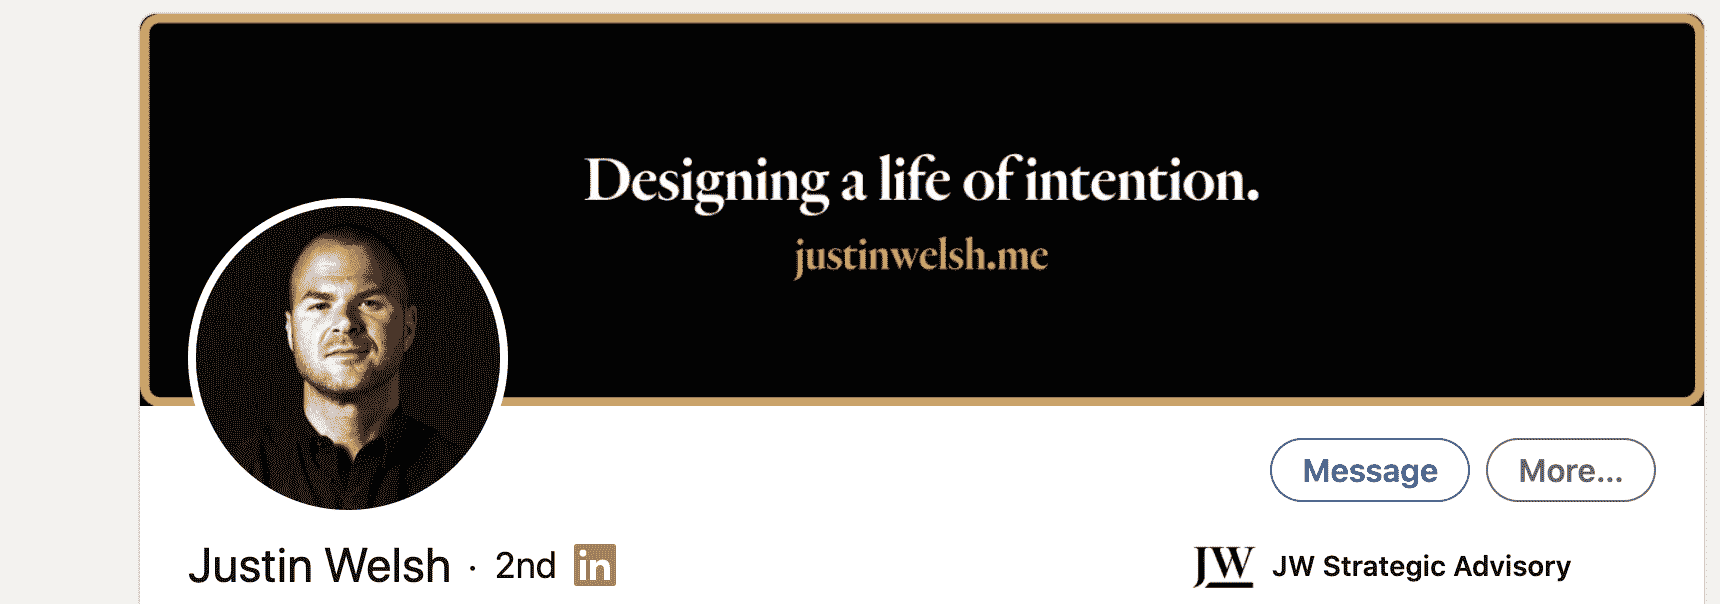 Designing a life of intention.
justinwelsh.me
Message
More...
Justin Welsh · 2nd in
JW JW Strategic Advisory